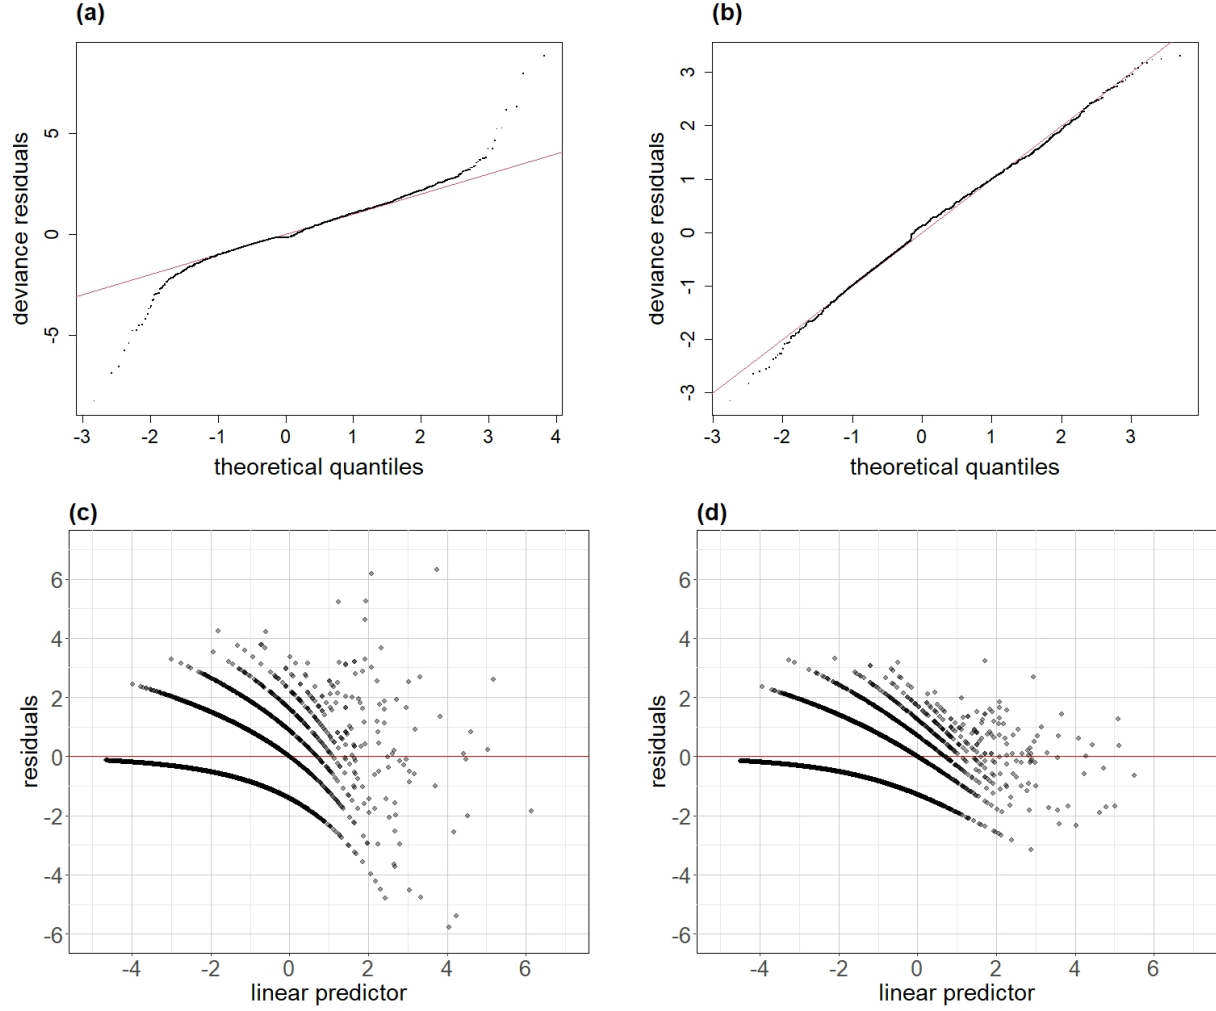 (a)
5
0
-5
deviance residuals
-3 -2 -1 0 1 2 3 4
theoretical quantiles
(b)
3
2
1
0
-1
-2
-3
deviance residuals
-3 -2 -1 0 1 2 3
theoretical quantiles
(c)
6
4
2
0
-2
-4
-6
residuals
-4 -2 0 2 4 6
linear predictor
(d)
6
4
2
0
-2
-4
-6
residuals
-4 -2 0 2 4 6
linear predictor